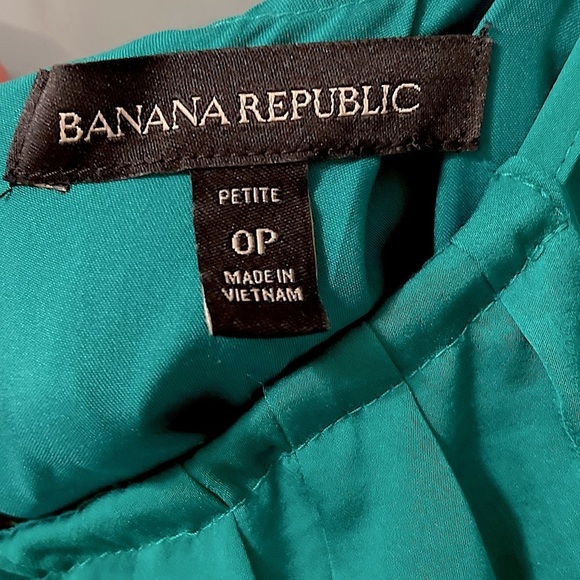 BANANA REPUBLIC
PETITE
0P
MADE IN
VIETNAM